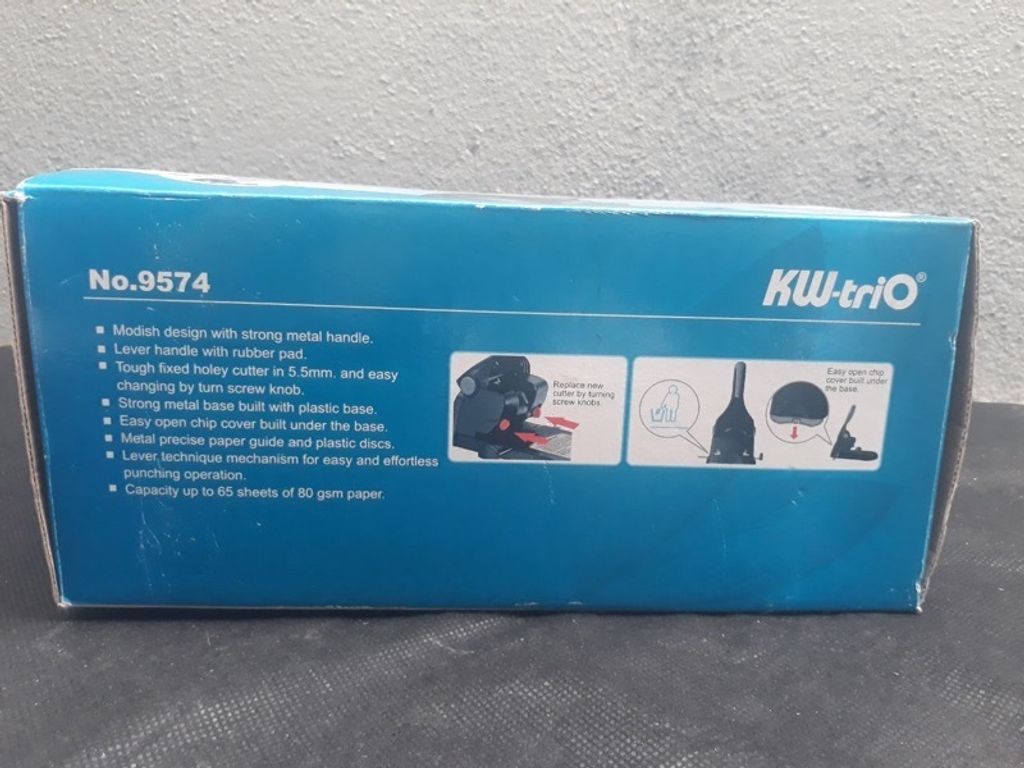 No.9574
KW-triO®
▪ Modish design with strong metal handle.
▪ Lever handle with rubber pad.
▪ Tough fixed holey cutter in 5.5mm. and easy
changing by turn screw knob.
▪ Strong metal base built with plastic base.
▪ Easy open chip cover built under the base.
▪ Metal precise paper guide and plastic discs.
▪ Lever technique mechanism for easy and effortless
punching operation.
▪ Capacity up to 65 sheets of 80 gsm paper.
Replace new
cutter by turning
screw knobs.
Easy open chip
cover built under
the base.